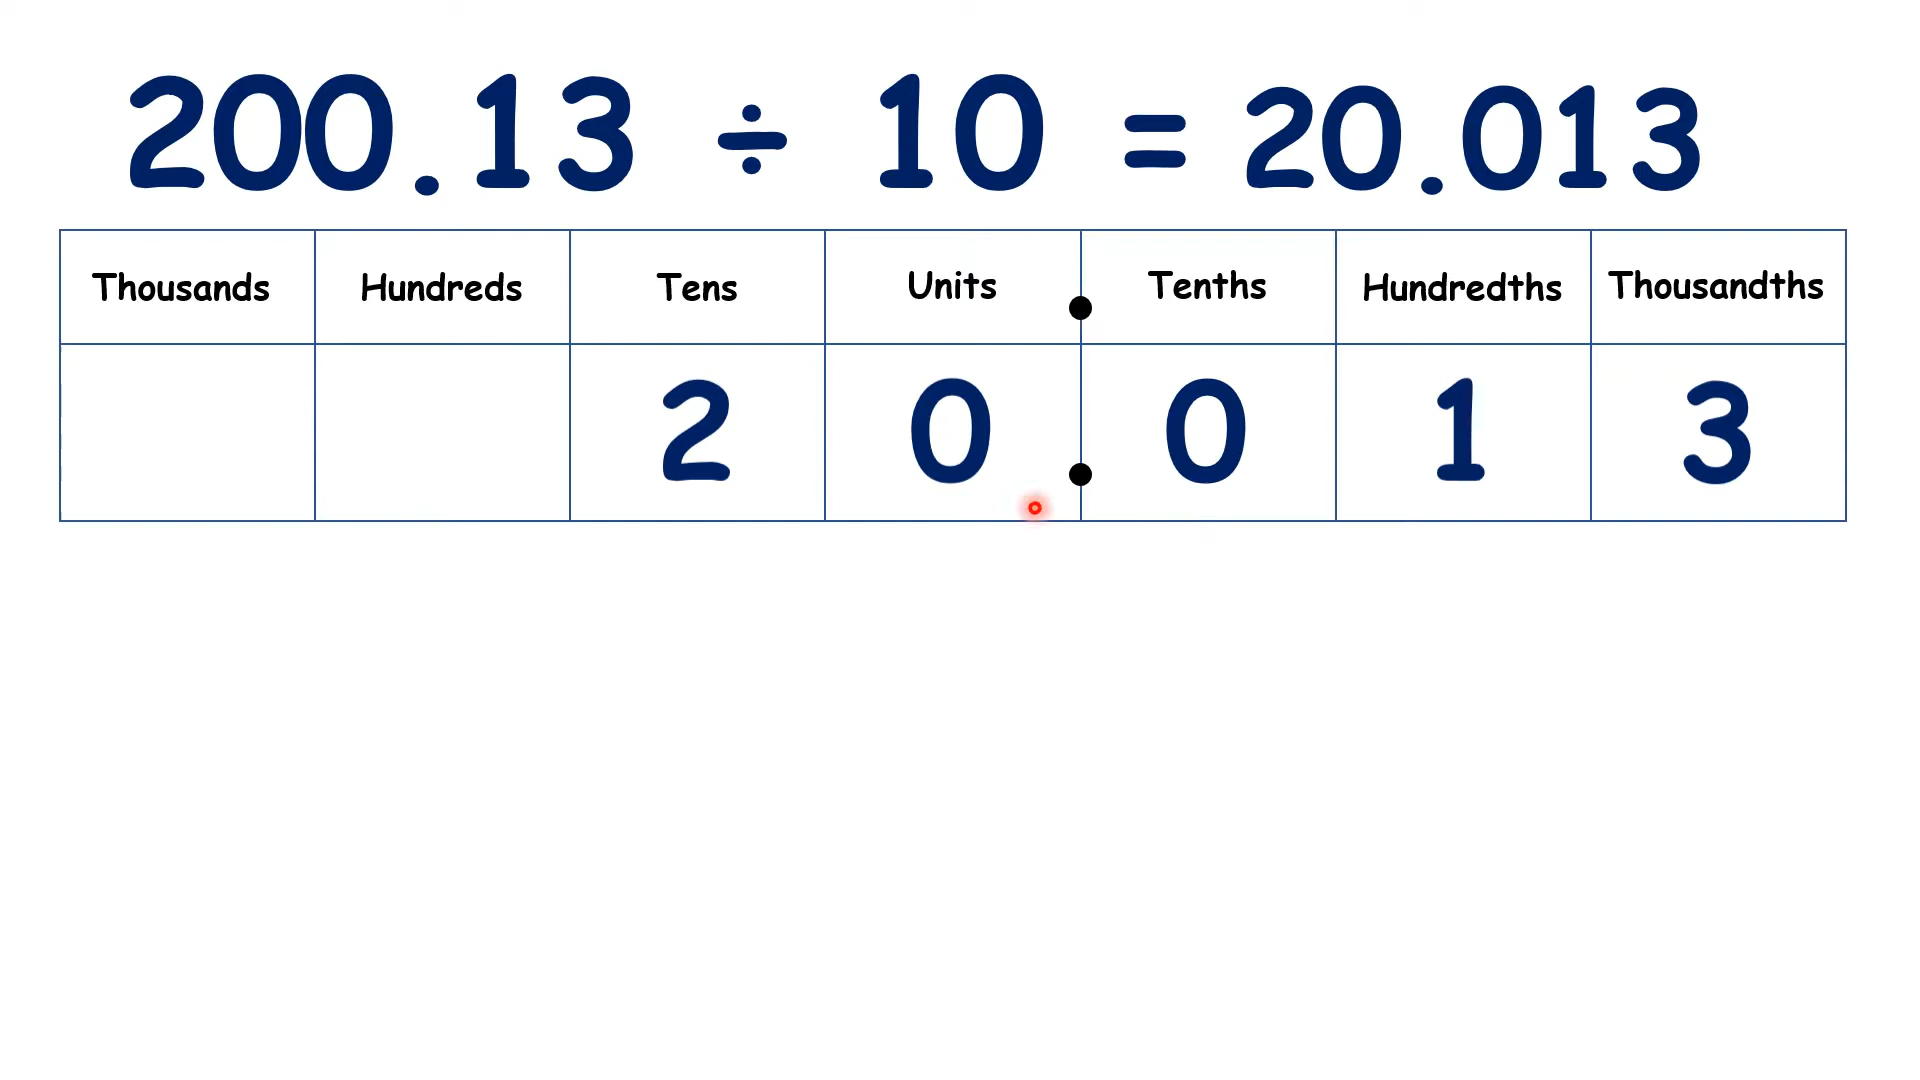 200.13 ÷ 10 = 20.013
Thousands Hundreds Tens Units . Tenths Hundredths Thousandths
2 0 . 0 1 3